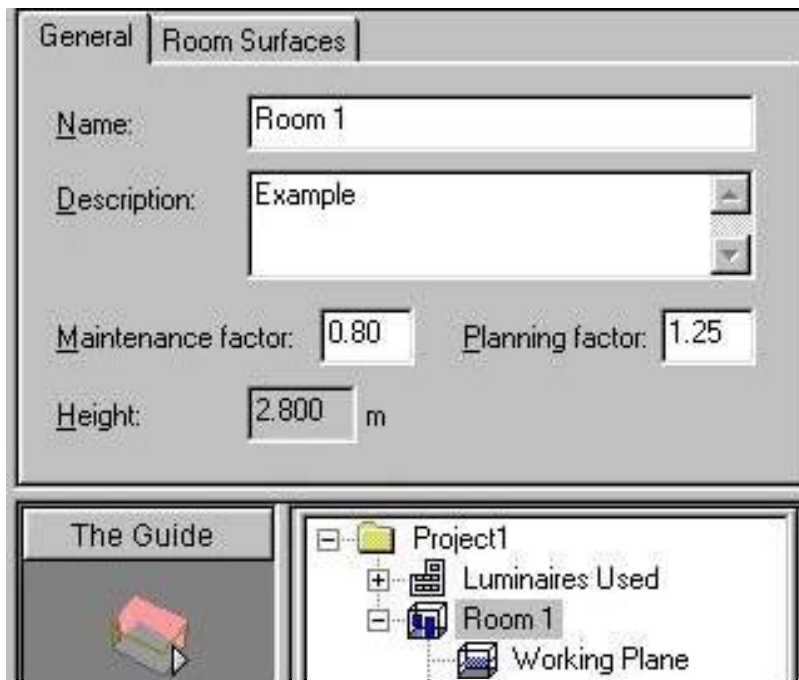 General Room Surfaces
Name: Room 1
Description: Example
Maintenance factor: 0.80 Planning factor: 1.25
Height: 2.800 m
The Guide
Project1
Luminaires Used
Room 1
Working Plane